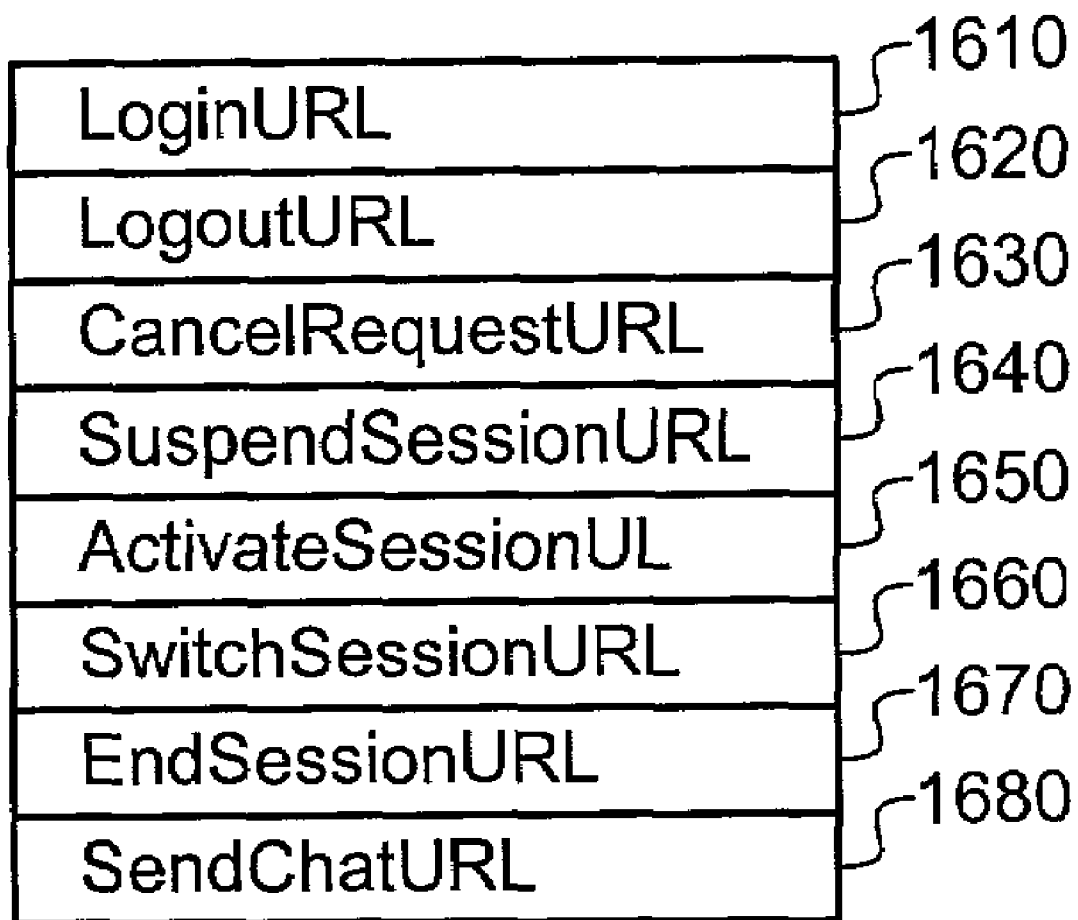 LoginURL 1610
LogoutURL 1620
CancelRequestURL 1630
SuspendSessionURL 1640
ActivateSessionUL 1650
SwitchSessionURL 1660
EndSessionURL 1670
SendChatURL 1680